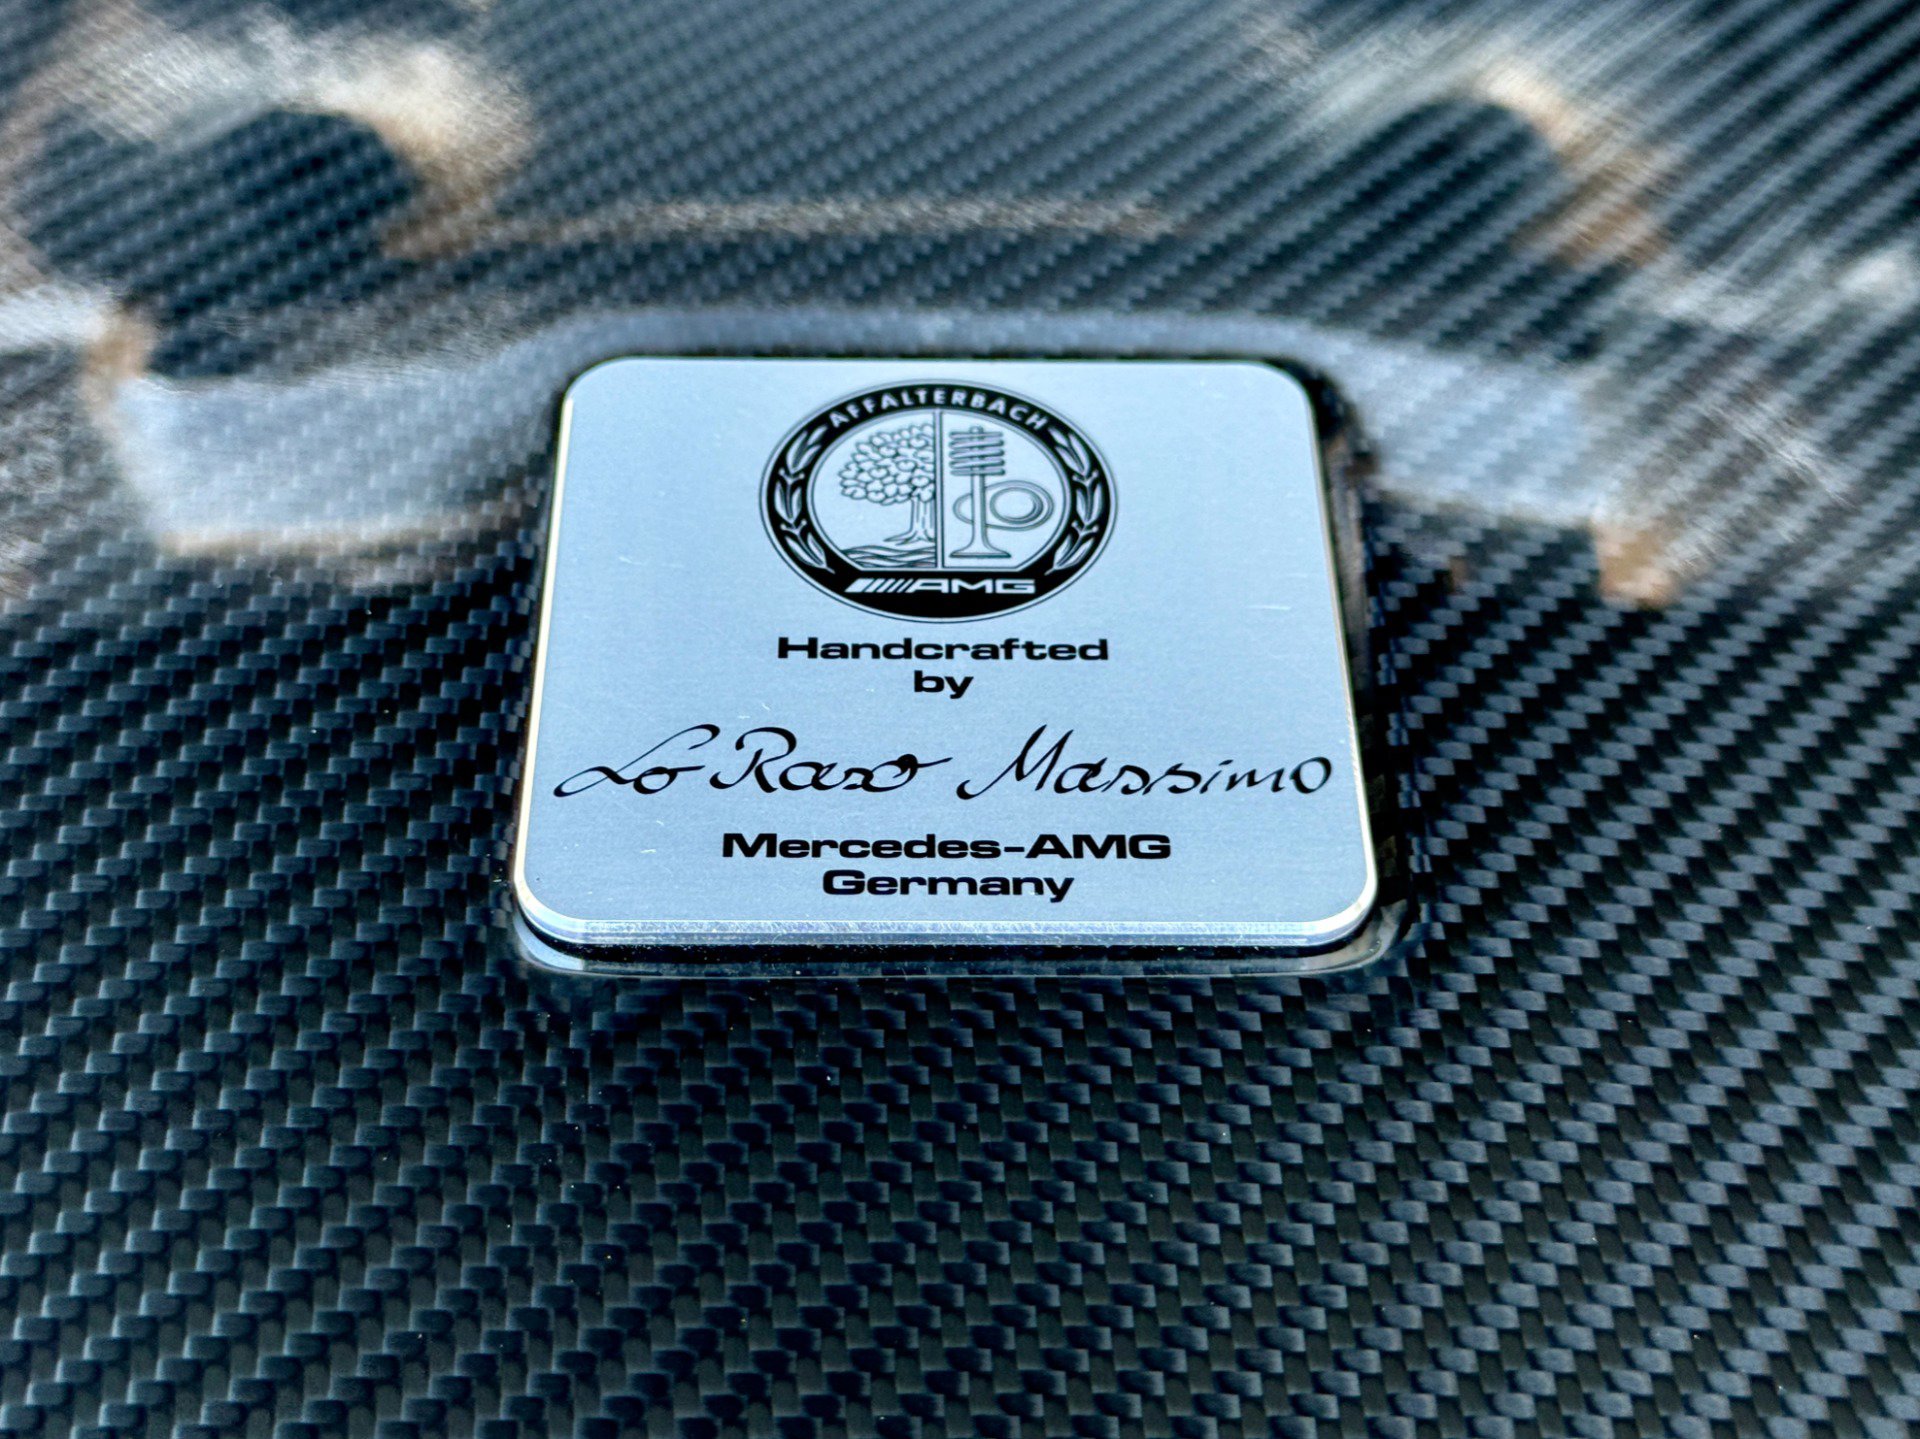 AFFALTERBACH
AMG
Handcrafted
by
Lo Raso Massimo
Mercedes-AMG
Germany